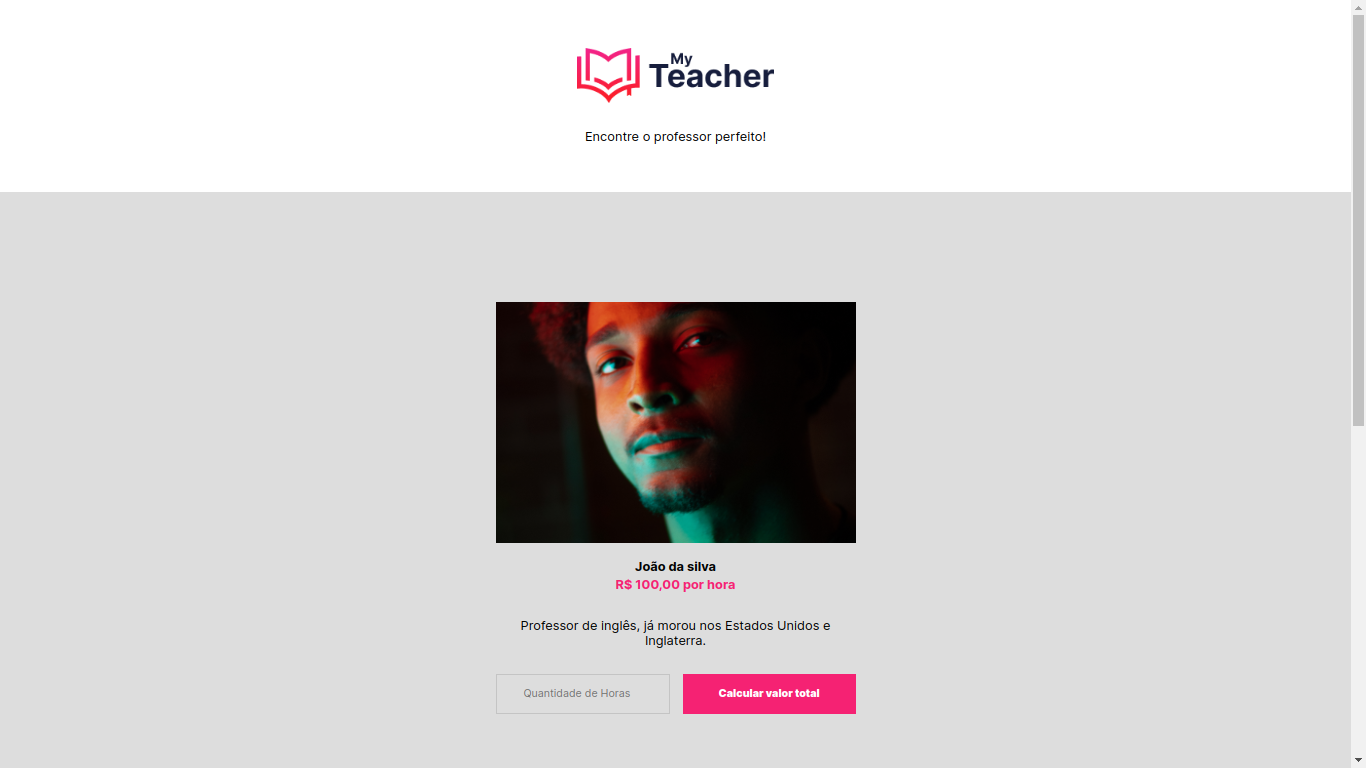 My
Teacher
Encontre o professor perfeito!
João da silva
R$ 100,00 por hora
Professor de inglês, já morou nos Estados Unidos e
Inglaterra.
Quantidade de Horas
Calcular valor total